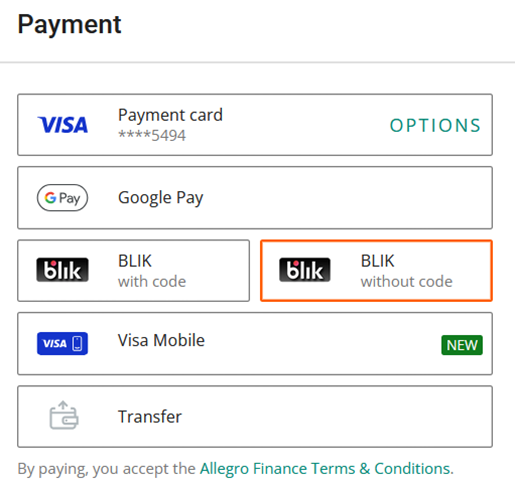 Payment
VISA
Payment card
****5494
OPTIONS
G Pay
Google Pay
blik
BLIK
with code
blik
BLIK
without code
VISA
Visa Mobile
NEW
Transfer
By paying, you accept the Allegro Finance Terms & Conditions.